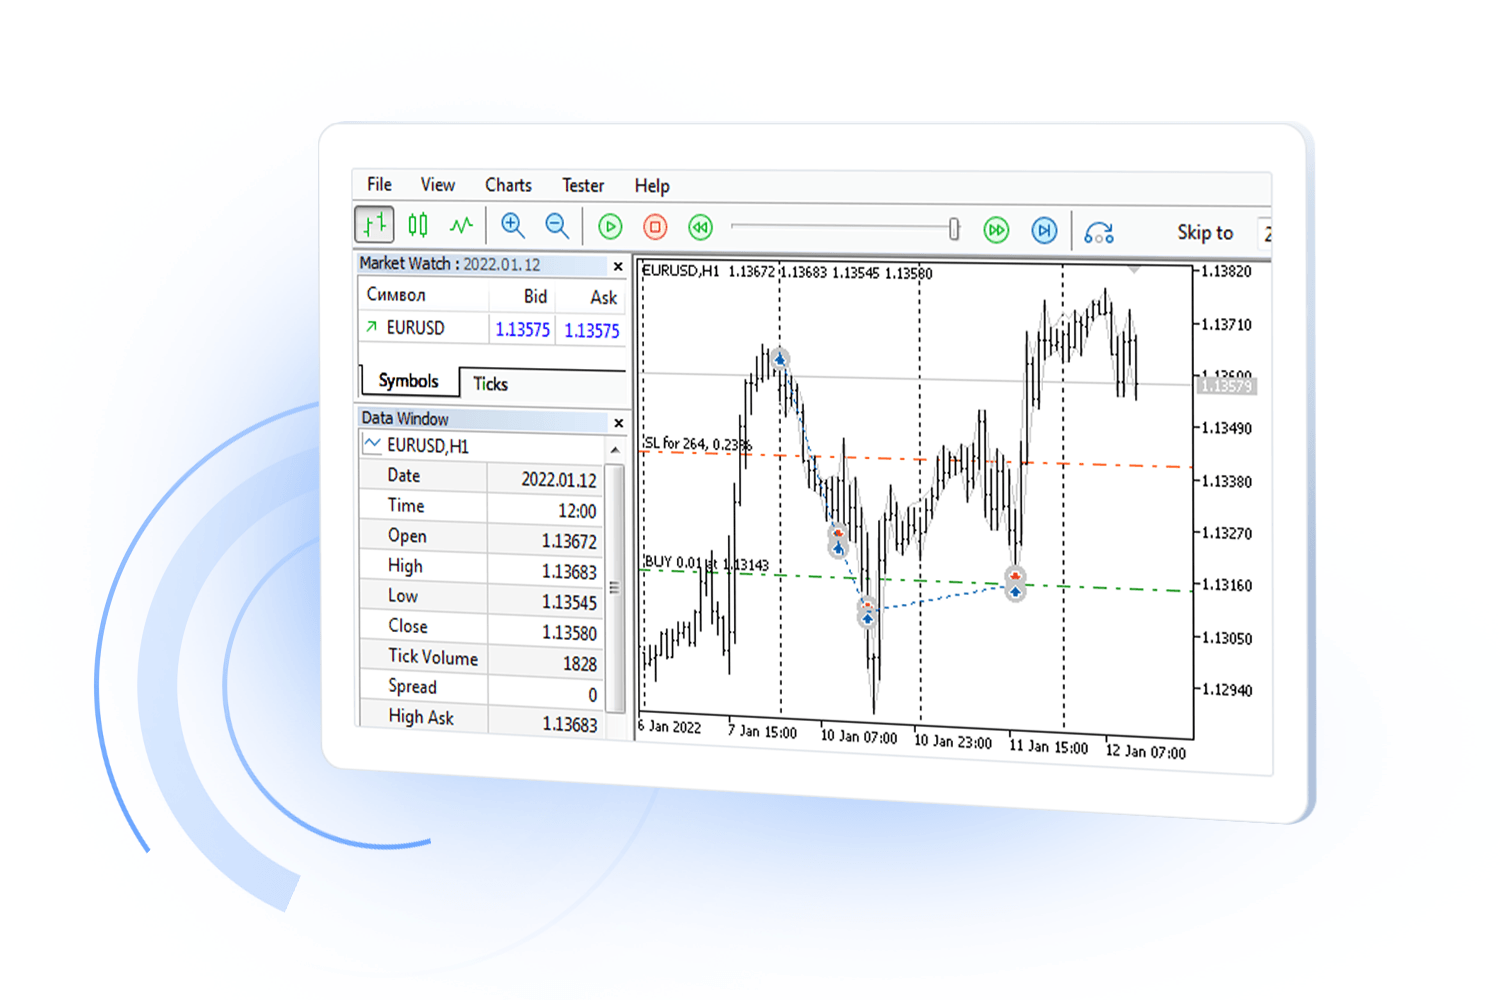 File View Charts Tester Help
Skip to
Market Watch : 2022.01.12
Символ Bid Ask
EURUSD 1.13575 1.13575
Symbols Ticks
Data Window
EURUSD,H1
Date 2022.01.12
Time 12:00
Open 1.13672
High 1.13683
Low 1.13545
Close 1.13580
Tick Volume 1828
Spread 0
High Ask 1.13683
EURUSD,H1 1.13672 1.13683 1.13545 1.13580
SL for 264, 0.23%
BUY 0.01 at 1.13143
1.13820
1.13710
1.13600
1.13579
1.13490
1.13380
1.13270
1.13160
1.13050
1.12940
6 Jan 2022 7 Jan 15:00 10 Jan 07:00 10 Jan 23:00 11 Jan 15:00 12 Jan 07:00